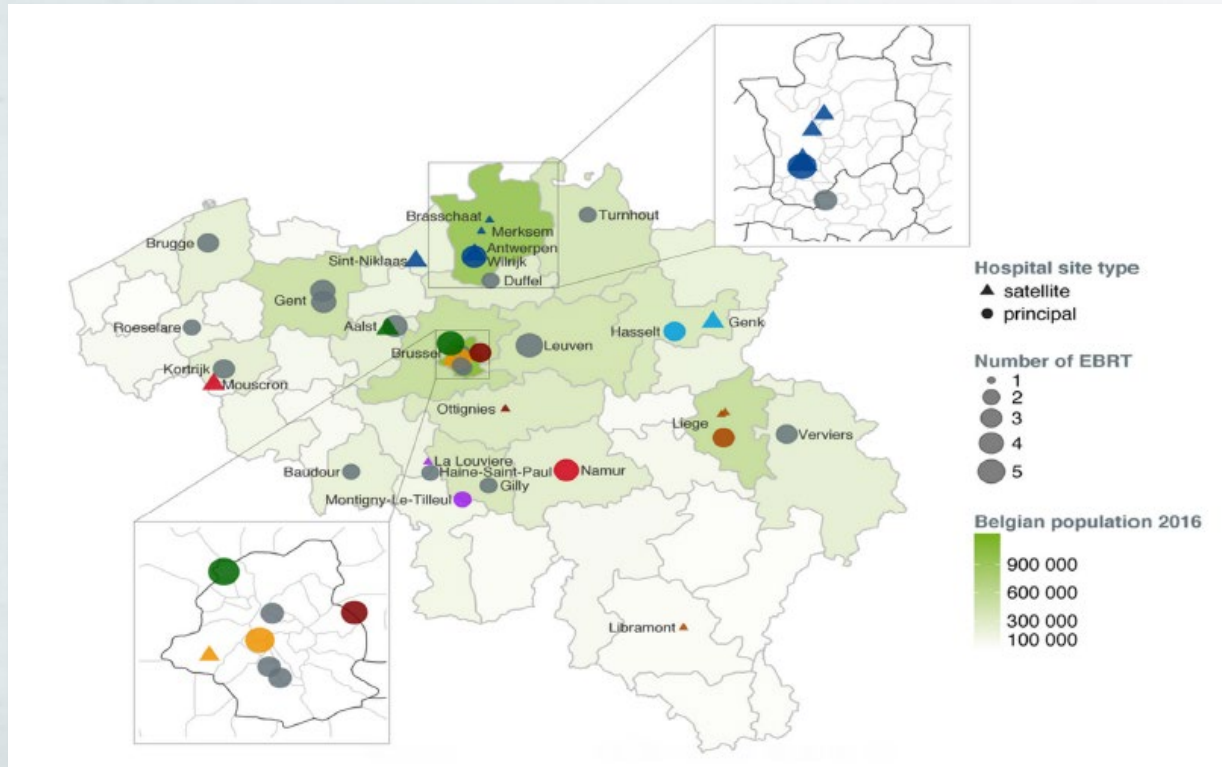 Brasschaat
Merksem
Antwerpen
Wilrijk
Turnhout
Brugge
Sint-Niklaas
Duffel
Gent
Roeselare
Aalst
Brussel
Leuven
Hasselt
Genk
Kortrijk
Mouscron
Ottignies
Liege
Verviers
La Louviere
Baudour
Haine-Saint-Paul
Namur
Gilly
Montigny-Le-Tilleul
Libramont
Hospital site type
satellite
principal
Number of EBRT
1
2
3
4
5
Belgian population 2016
900 000
600 000
300 000
100 000